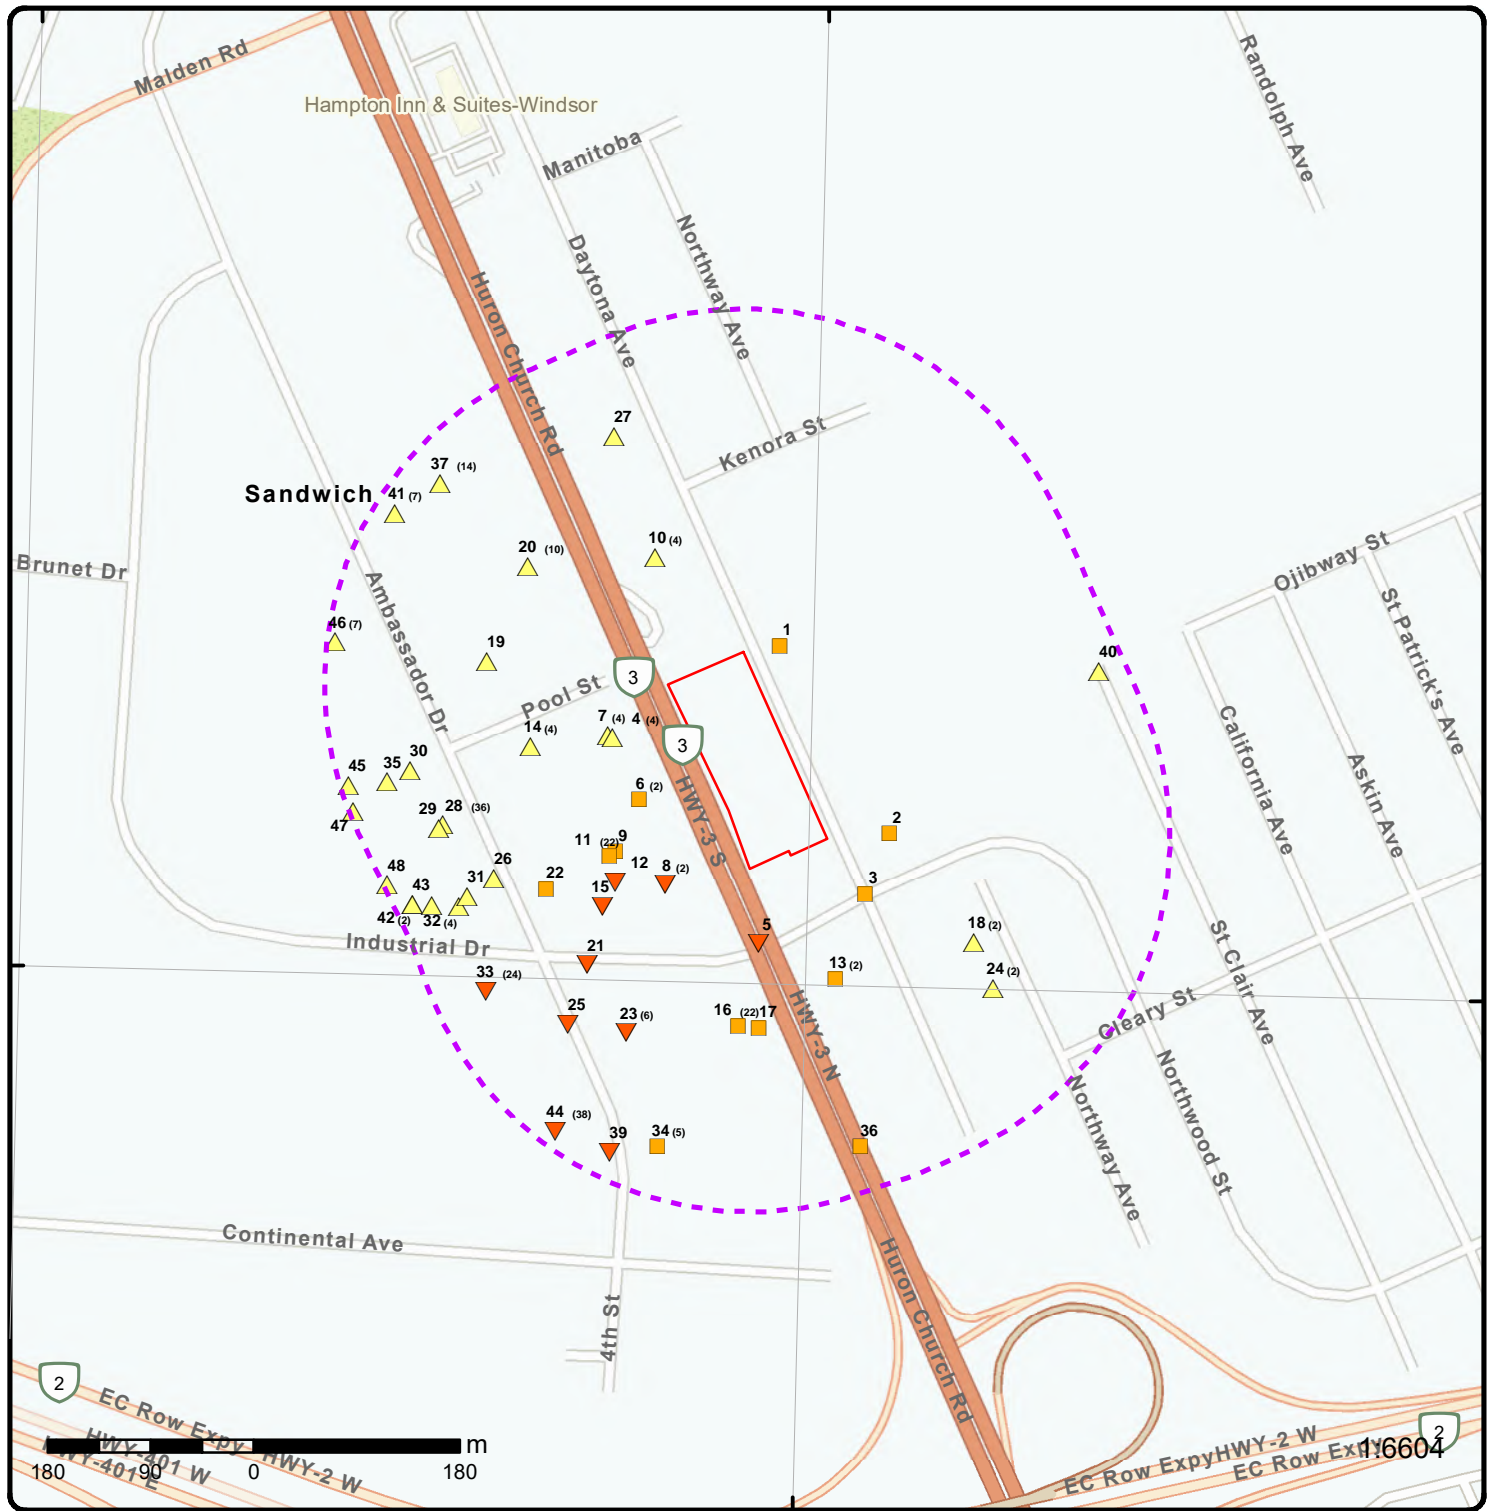 Malden Rd
Hampton Inn & Suites-Windsor
Randolph Ave
Manitoba
Northway Ave
Daytona Ave
Huron Church Rd
27
Kenora St
37 (14)
Sandwich
41 (7)
20 (10)
10 (4)
Brunet Dr
Ojibway St
Ambassador Dr
St Patrick's Ave
46 (7)
1
19
40
3
Pool St
7 (4)
4 (4)
14 (4)
3
California Ave
Askin Ave
45
35
30
6 (2)
HWY-3 S
2
47
29
28 (36)
11 (22)
9
48
43
31
26
22
12
8 (2)
3
15
42 (2)
32 (4)
5
18 (2)
St Clair Ave
Industrial Dr
21
33 (24)
13 (2)
24 (2)
25
23 (6)
16 (22)
17
HWY-3 N
Cleary St
Northwood St
Northway Ave
44 (38)
39
34 (5)
36
Continental Ave
Huron Church Rd
4th St
2
EC Row Expy
HWY-2 W
HWY-401 W
HWY-401 E
EC Row Expy
HWY-2 W
EC Row Expy
2
m
180
90
0
180
1:6604